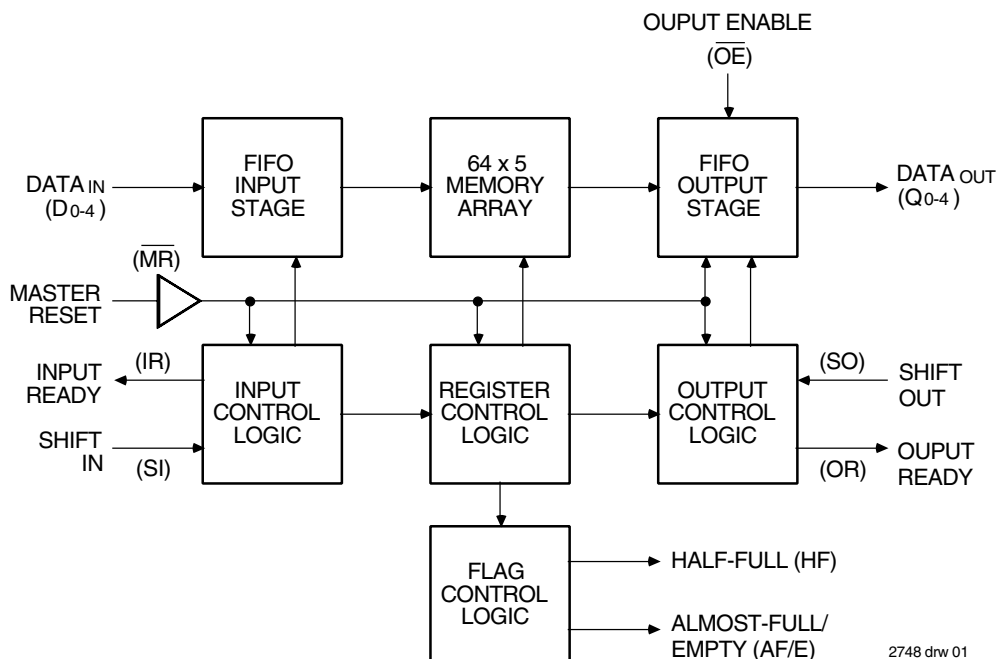 OUPUT ENABLE
(OE)
FIFO
INPUT
STAGE
64 x 5
MEMORY
ARRAY
FIFO
OUTPUT
STAGE
DATA IN
(D0-4)
DATA OUT
(Q0-4)
(MR)
MASTER
RESET
(IR)
INPUT
READY
SHIFT
IN
(SI)
INPUT
CONTROL
LOGIC
REGISTER
CONTROL
LOGIC
OUTPUT
CONTROL
LOGIC
(SO)
SHIFT
OUT
(OR)
OUPUT
READY
FLAG
CONTROL
LOGIC
HALF-FULL (HF)
ALMOST-FULL/
EMPTY (AF/E)
2748 drw 01